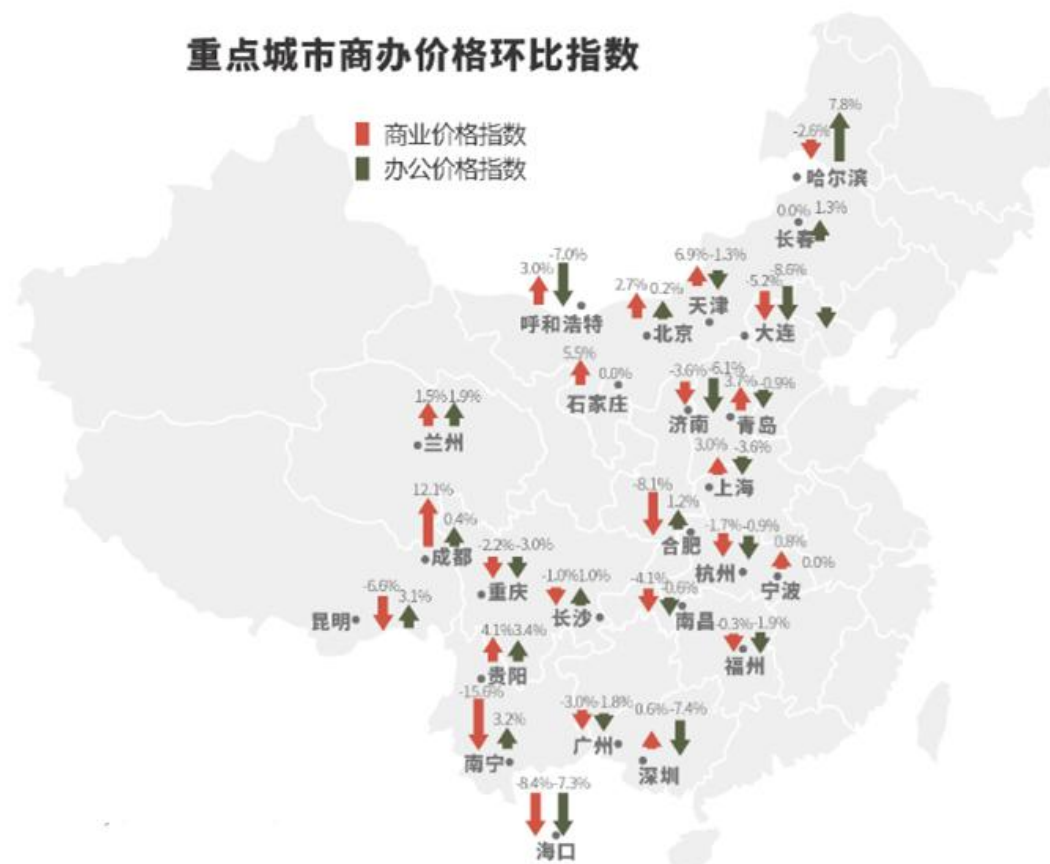 重点城市商办价格环比指数
商业价格指数
办公价格指数
-2.6% 7.8%
哈尔滨
0.0% 1.3%
长春
3.0% -7.0%
呼和浩特
2.7% 0.2%
北京
6.9% -1.3%
天津
-5.2% -8.6%
大连
5.5% 0.0%
石家庄
-3.6% -6.1%
济南
3.7% -0.9%
青岛
1.5% 1.9%
兰州
3.0% -3.6%
上海
12.1% 0.4%
成都
-8.1% 1.2%
合肥
-1.7% -0.9%
杭州
0.8% 0.0%
宁波
-2.2% -3.0%
重庆
-1.0% 1.0%
长沙
-4.1% -0.6%
南昌
-6.6% 3.1%
昆明
-0.3% -1.9%
福州
4.1% 3.4%
贵阳
-15.6% 3.2%
南宁
-3.0% -1.8%
广州
0.6% -7.4%
深圳
-8.4% -7.3%
海口